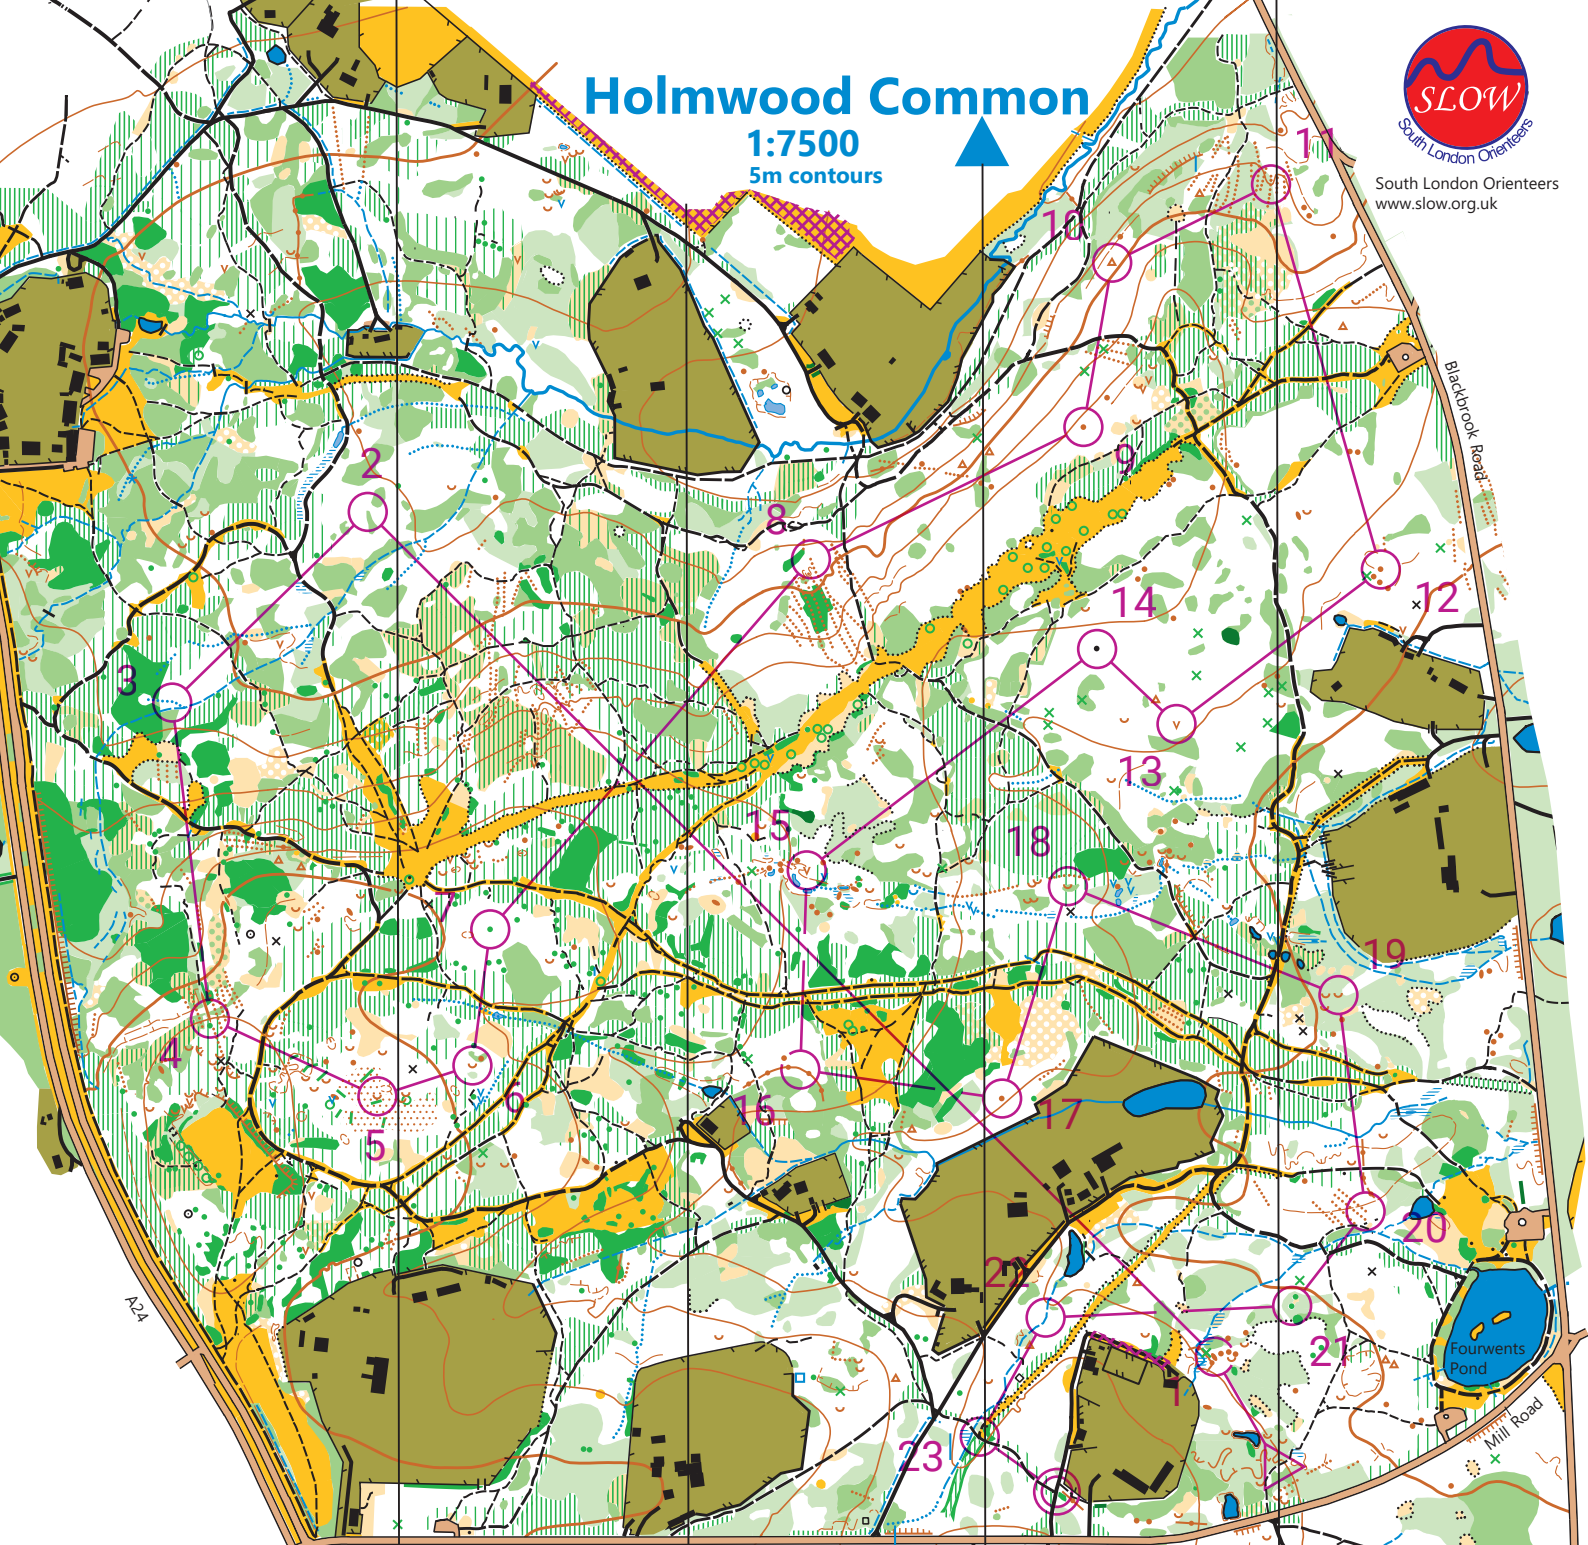 Holmwood Common
1:7500
5m contours
SLOW
South London Orienteers
South London Orienteers
www.slow.org.uk
11
10
Blackbrook Road
9
2
8
12
14
3
13
15
18
7
19
4
6
16
17
5
20
22
21
A24
Fourwents
Pond
1
Mill Road
23